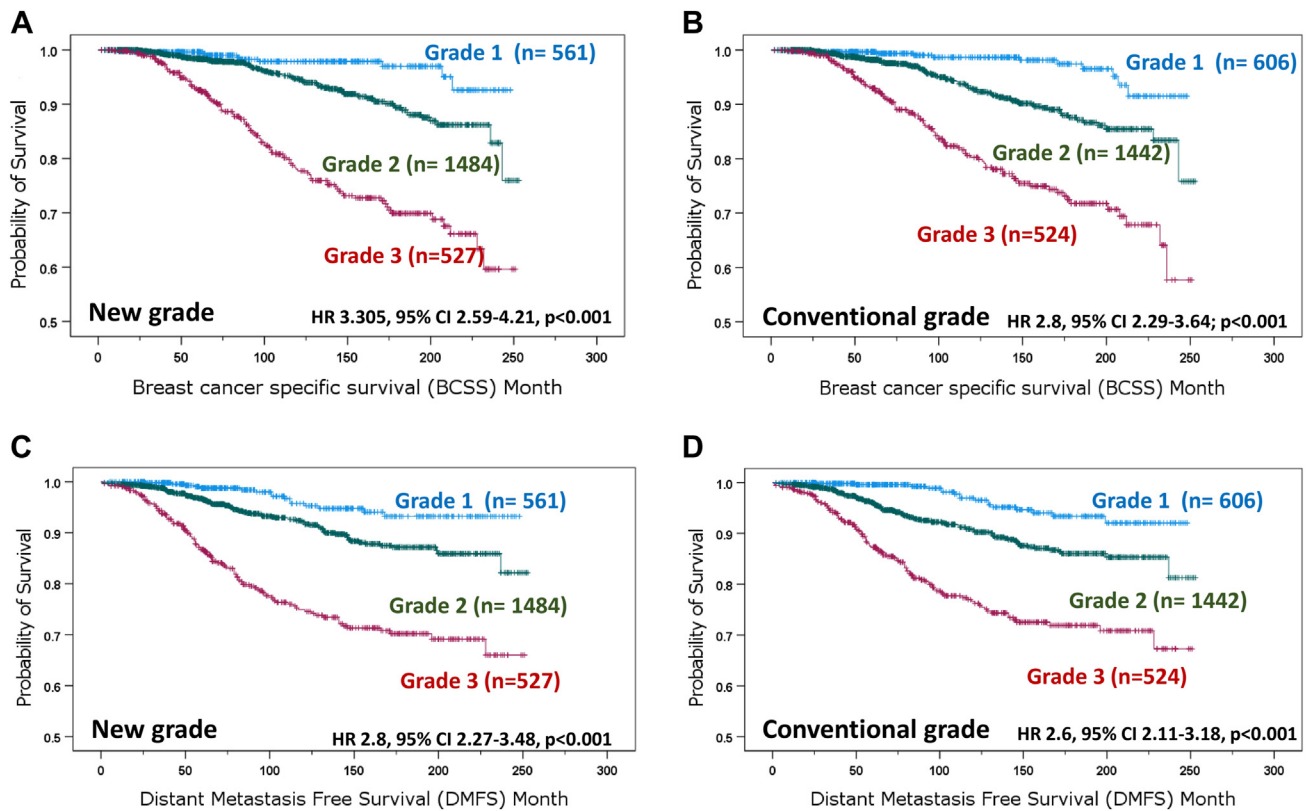 A
Probability of Survival
1.0
0.9
0.8
0.7
0.6
0.5
Grade 1 (n= 561)
Grade 2 (n= 1484)
Grade 3 (n=527)
New grade
HR 3.305, 95% CI 2.59-4.21, p<0.001
0 50 100 150 200 250 300
Breast cancer specific survival (BCSS) Month
B
Probability of Survival
1.0
0.9
0.8
0.7
0.6
0.5
Grade 1 (n= 606)
Grade 2 (n= 1442)
Grade 3 (n=524)
Conventional grade
HR 2.8, 95% CI 2.29-3.64; p<0.001
0 50 100 150 200 250 300
Breast cancer specific survival (BCSS) Month
C
Probability of Survival
1.0
0.9
0.8
0.7
0.6
0.5
Grade 1 (n= 561)
Grade 2 (n= 1484)
Grade 3 (n=527)
New grade
HR 2.8, 95% CI 2.27-3.48, p<0.001
0 50 100 150 200 250 300
Distant Metastasis Free Survival (DMFS) Month
D
Probability of Survival
1.0
0.9
0.8
0.7
0.6
0.5
Grade 1 (n= 606)
Grade 2 (n= 1442)
Grade 3 (n=524)
Conventional grade
HR 2.6, 95% CI 2.11-3.18, p<0.001
0 50 100 150 200 250 300
Distant Metastasis Free Survival (DMFS) Month